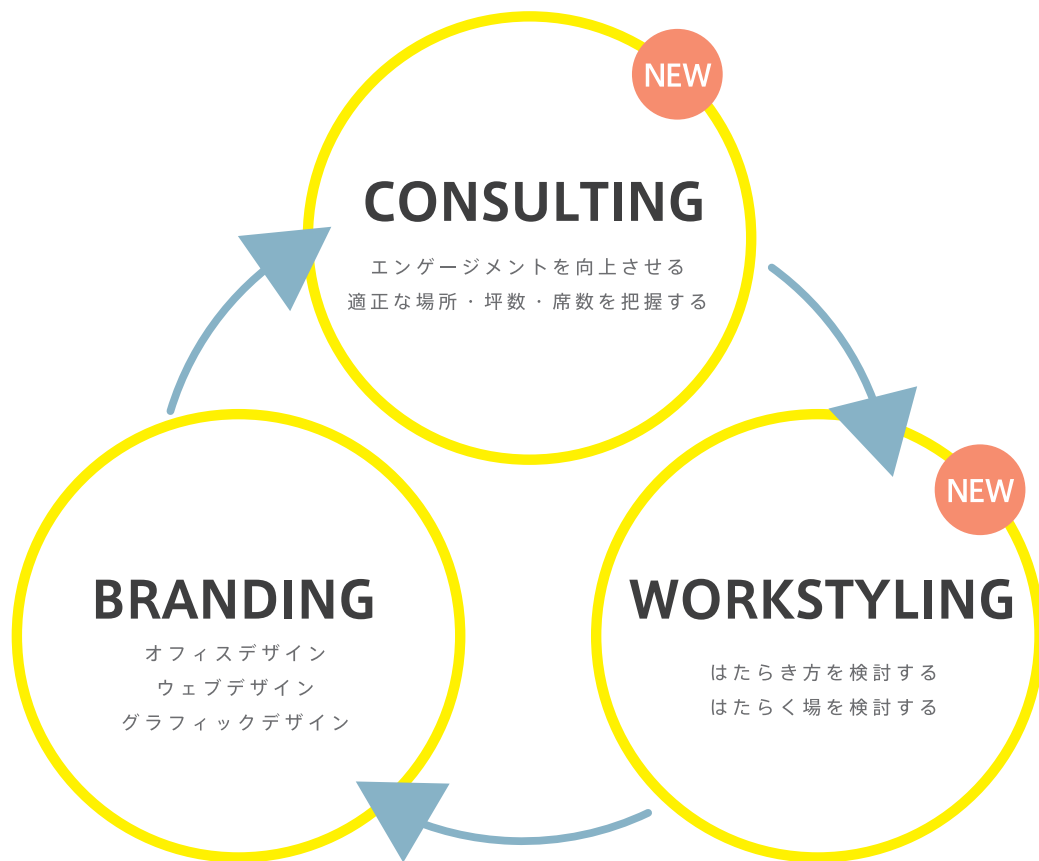 NEW
CONSULTING
エンゲージメントを向上させる
適正な場所・坪数・席数を把握する
NEW
BRANDING
オフィスデザイン
ウェブデザイン
グラフィックデザイン
WORKSTYLING
はたらき方を検討する
はたらく場を検討する